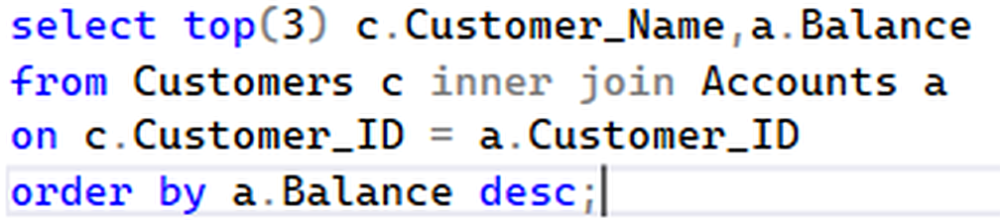 select top(3) c.Customer_Name,a.Balance
from Customers c inner join Accounts a
on c.Customer_ID = a.Customer_ID
order by a.Balance desc;